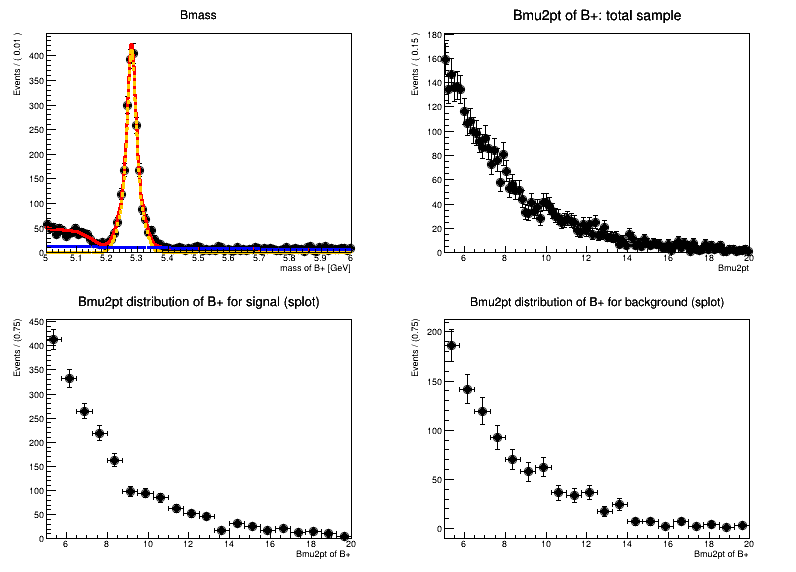 Bmass
Events / ( 0.01 )
400
350
300
250
200
150
100
50
0
5 5.1 5.2 5.3 5.4 5.5 5.6 5.7 5.8 5.9 6
mass of B+ [GeV]
Bmu2pt of B+: total sample
Events / ( 0.15 )
180
160
140
120
100
80
60
40
20
0
6 8 10 12 14 16 18 20
Bmu2pt
Bmu2pt distribution of B+ for signal (splot)
Events / (0.75)
450
400
350
300
250
200
150
100
50
0
6 8 10 12 14 16 18 20
Bmu2pt of B+
Bmu2pt distribution of B+ for background (splot)
Events / (0.75)
200
150
100
50
0
6 8 10 12 14 16 18 20
Bmu2pt of B+